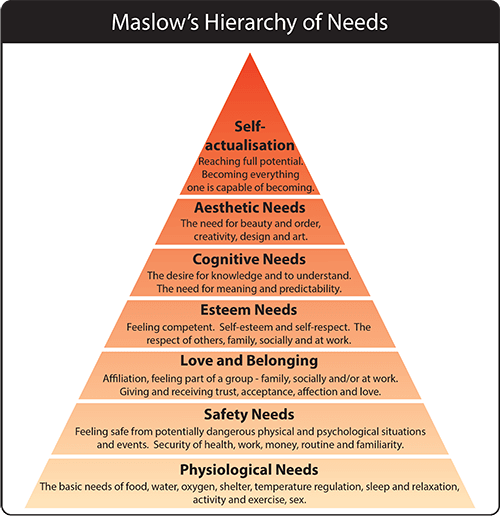 Maslow's Hierarchy of Needs
Self-
actualisation
Reaching full potential.
Becoming everything
one is capable of becoming.
Aesthetic Needs
The need for beauty and order,
creativity, design and art.
Cognitive Needs
The desire for knowledge and to understand.
The need for meaning and predictability.
Esteem Needs
Feeling competent.  Self-esteem and self-respect.  The
respect of others, family, socially and at work.
Love and Belonging
Affiliation, feeling part of a group - family, socially and/or at work.
Giving and receiving trust, acceptance, affection and love.
Safety Needs
Feeling safe from potentially dangerous physical and psychological situations
and events.  Security of health, work, money, routine and familiarity.
Physiological Needs
The basic needs of food, water, oxygen, shelter, temperature regulation, sleep and relaxation,
activity and exercise, sex.